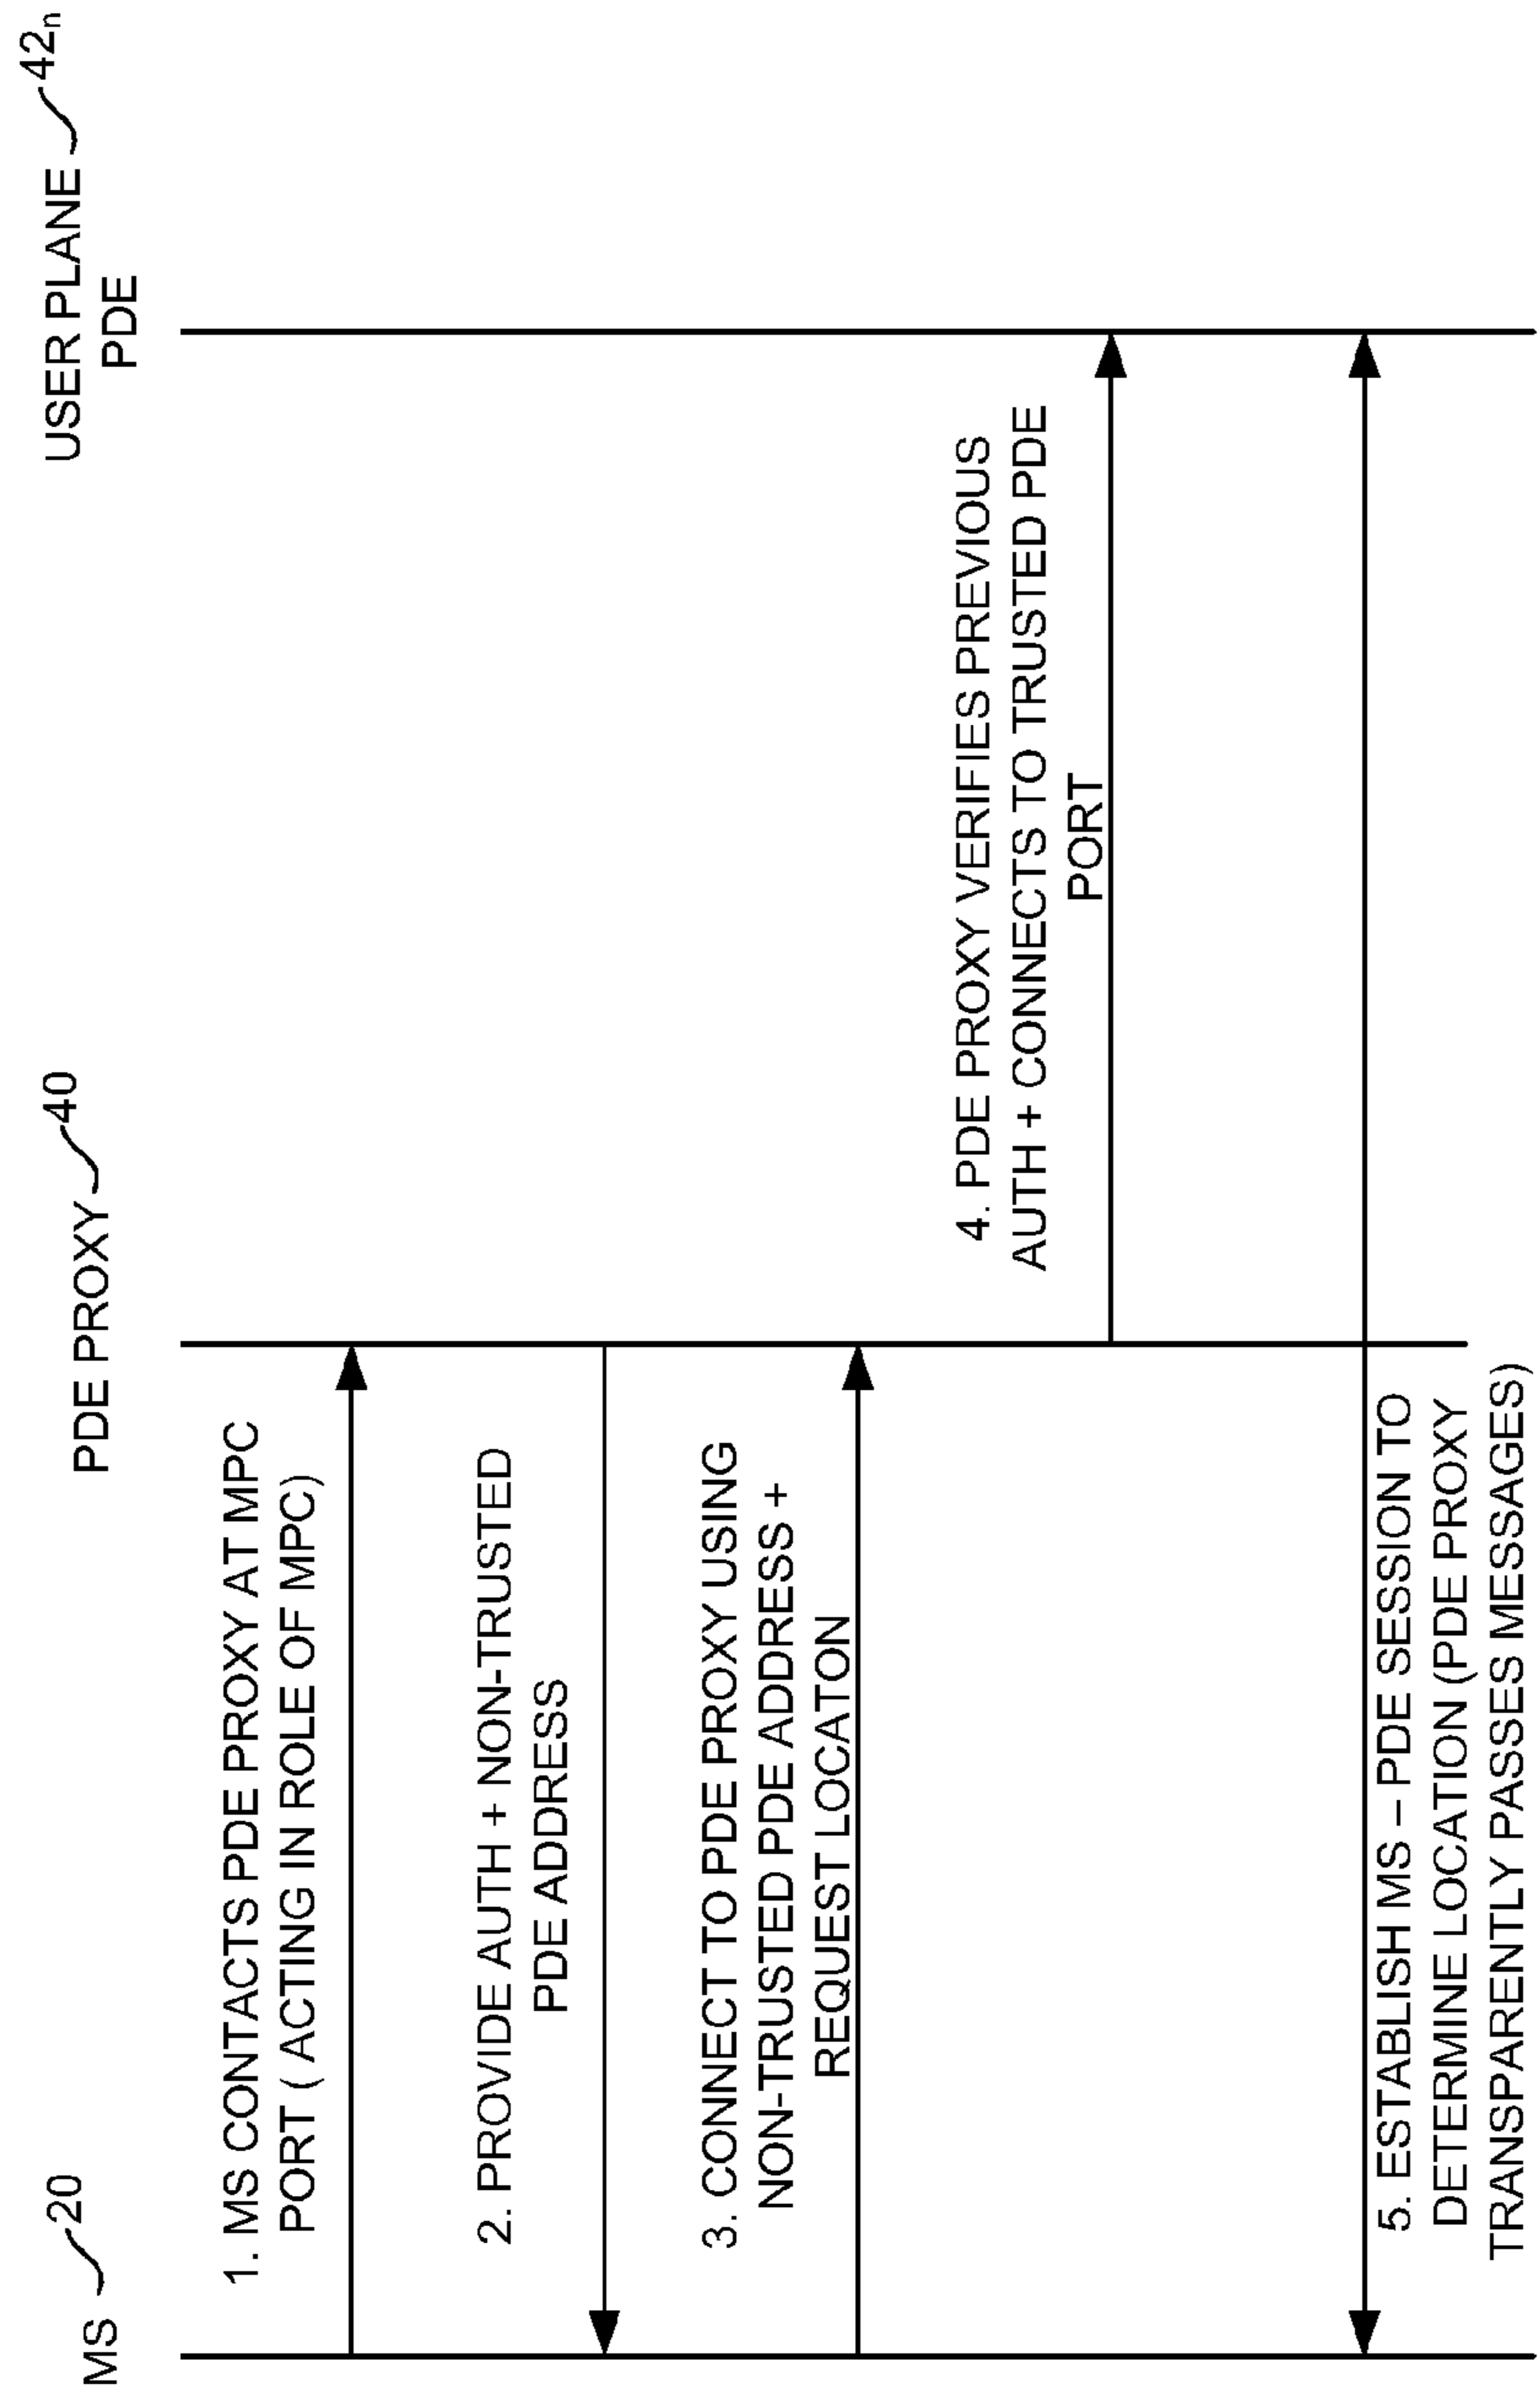 MS 20
PDE PROXY 40
USER PLANE 42n
PDE
1. MS CONTACTS PDE PROXY AT MPC
PORT ( ACTING IN ROLE OF MPC)
2. PROVIDE AUTH + NON-TRUSTED
PDE ADDRESS
3. CONNECT TO PDE PROXY USING
NON-TRUSTED PDE ADDRESS +
REQUEST LOCATON
4. PDE PROXY VERIFIES PREVIOUS
AUTH + CONNECTS TO TRUSTED PDE
PORT
5. ESTABLISH MS – PDE SESSION TO
DETERMINE LOCATION (PDE PROXY
TRANSPARENTLY PASSES MESSAGES)